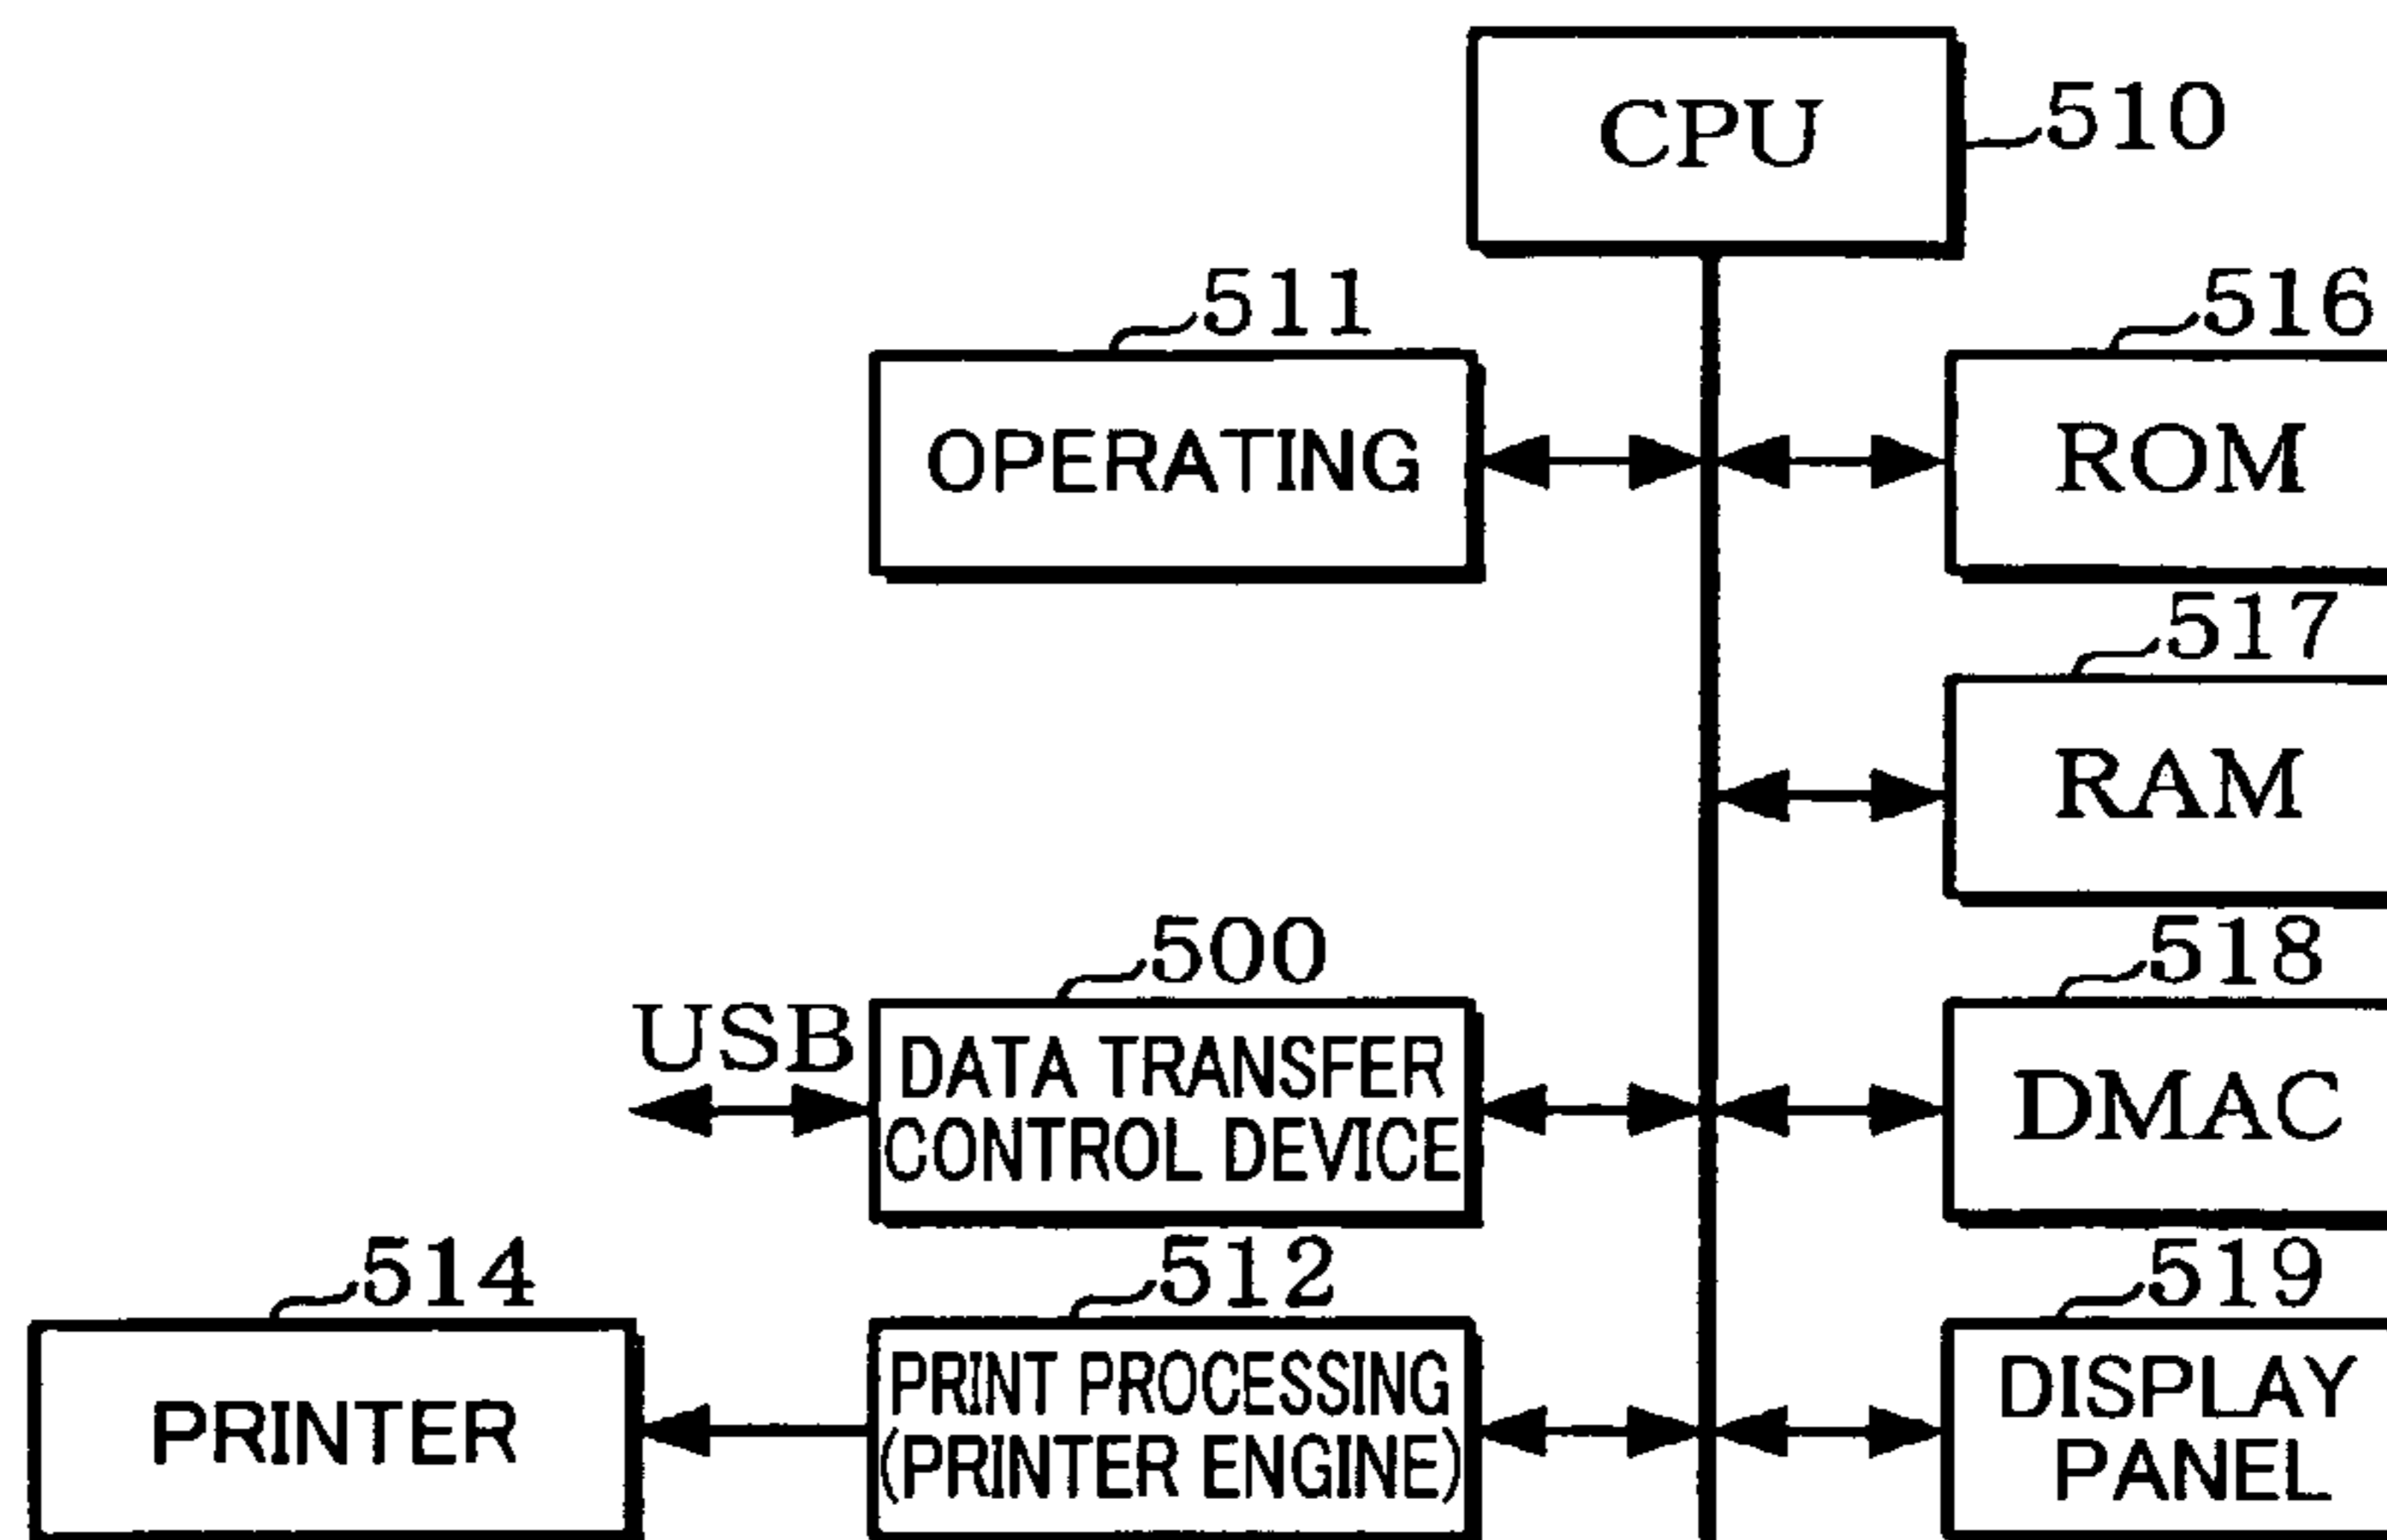 CPU
510
511
OPERATING
516
ROM
517
RAM
USB
500
DATA TRANSFER
CONTROL DEVICE
518
DMAC
514
PRINTER
512
PRINT PROCESSING
(PRINTER ENGINE)
519
DISPLAY
PANEL